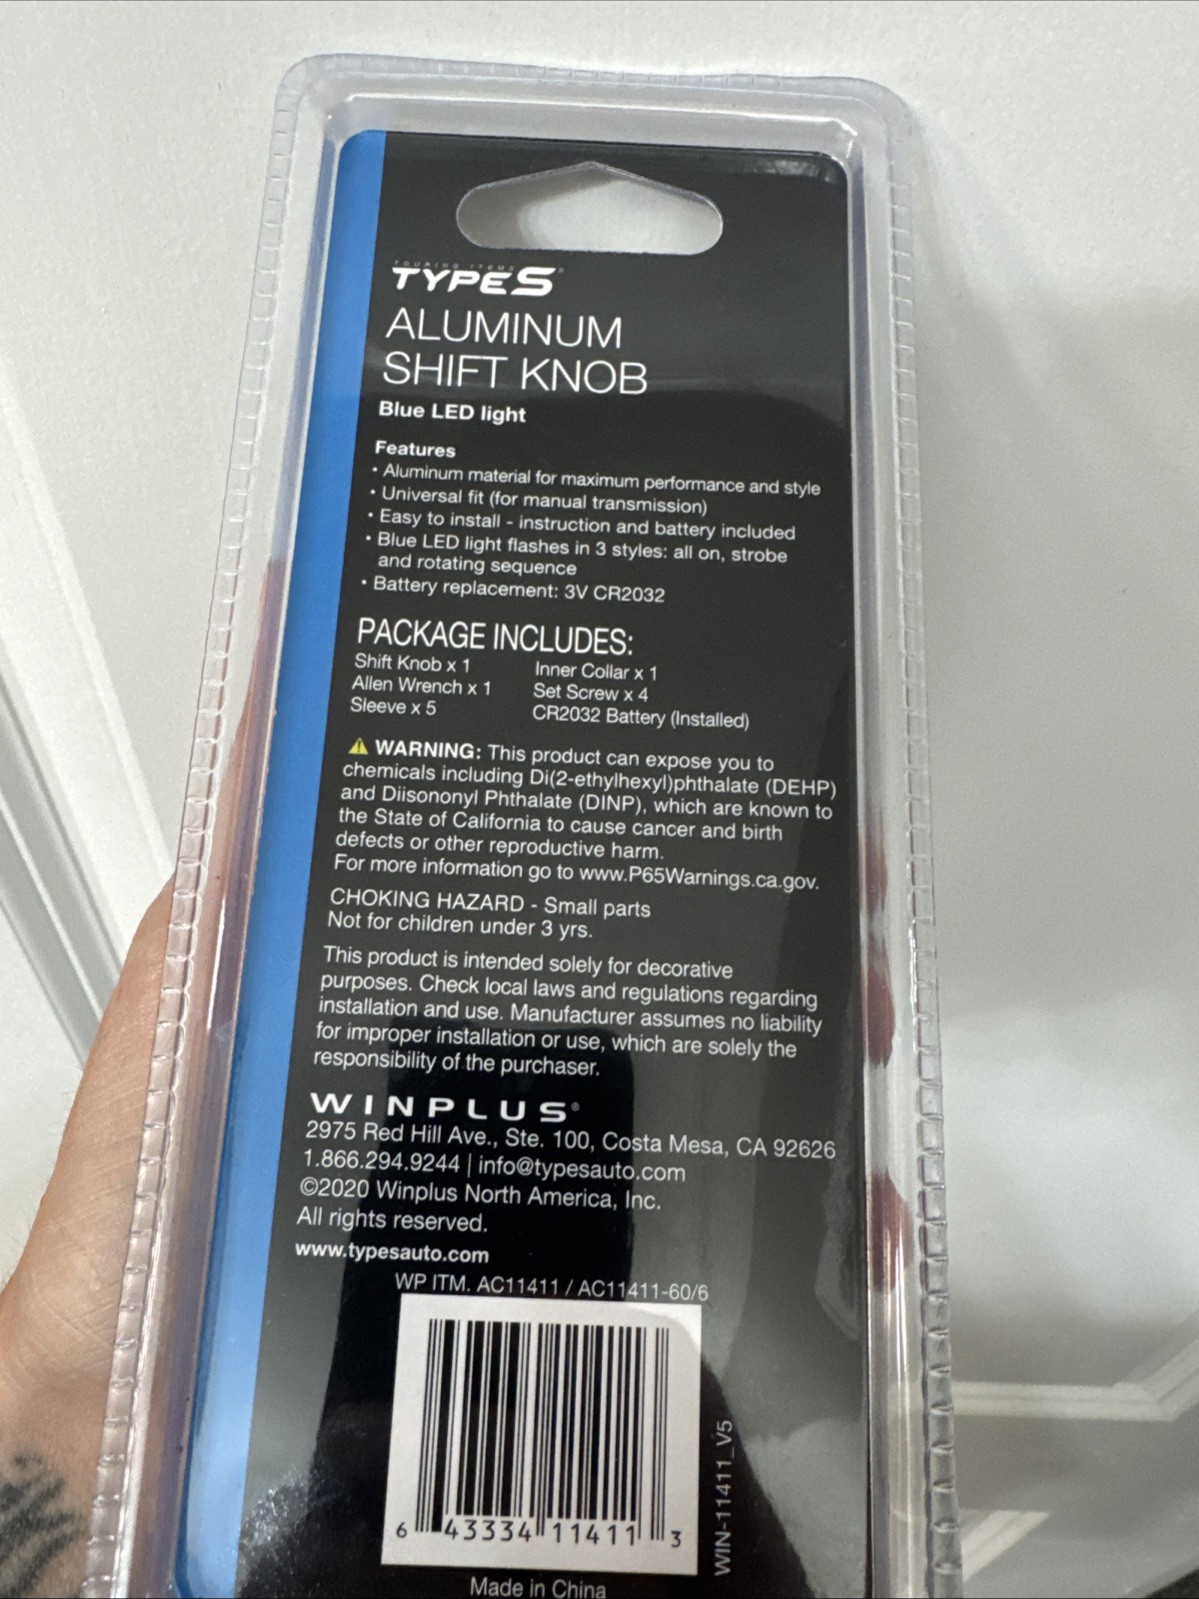 TOURING ITEMS
TYPE S®
ALUMINUM
SHIFT KNOB
Blue LED light
Features
• Aluminum material for maximum performance and style
• Universal fit (for manual transmission)
• Easy to install - instruction and battery included
• Blue LED light flashes in 3 styles: all on, strobe
and rotating sequence
• Battery replacement: 3V CR2032
PACKAGE INCLUDES:
Shift Knob x 1 Inner Collar x 1
Allen Wrench x 1 Set Screw x 4
Sleeve x 5 CR2032 Battery (Installed)
⚠ WARNING: This product can expose you to
chemicals including Di(2-ethylhexyl)phthalate (DEHP)
and Diisononyl Phthalate (DINP), which are known to
the State of California to cause cancer and birth
defects or other reproductive harm.
For more information go to www.P65Warnings.ca.gov.
CHOKING HAZARD - Small parts
Not for children under 3 yrs.
This product is intended solely for decorative
purposes. Check local laws and regulations regarding
installation and use. Manufacturer assumes no liability
for improper installation or use, which are solely the
responsibility of the purchaser.
WINPLUS®
2975 Red Hill Ave., Ste. 100, Costa Mesa, CA 92626
1.866.294.9244 | info@typesauto.com
©2020 Winplus North America, Inc.
All rights reserved.
www.typesauto.com
WP ITM. AC11411 / AC11411-60/6
6 43334 11411 3
WIN-11411_V5
Made in China